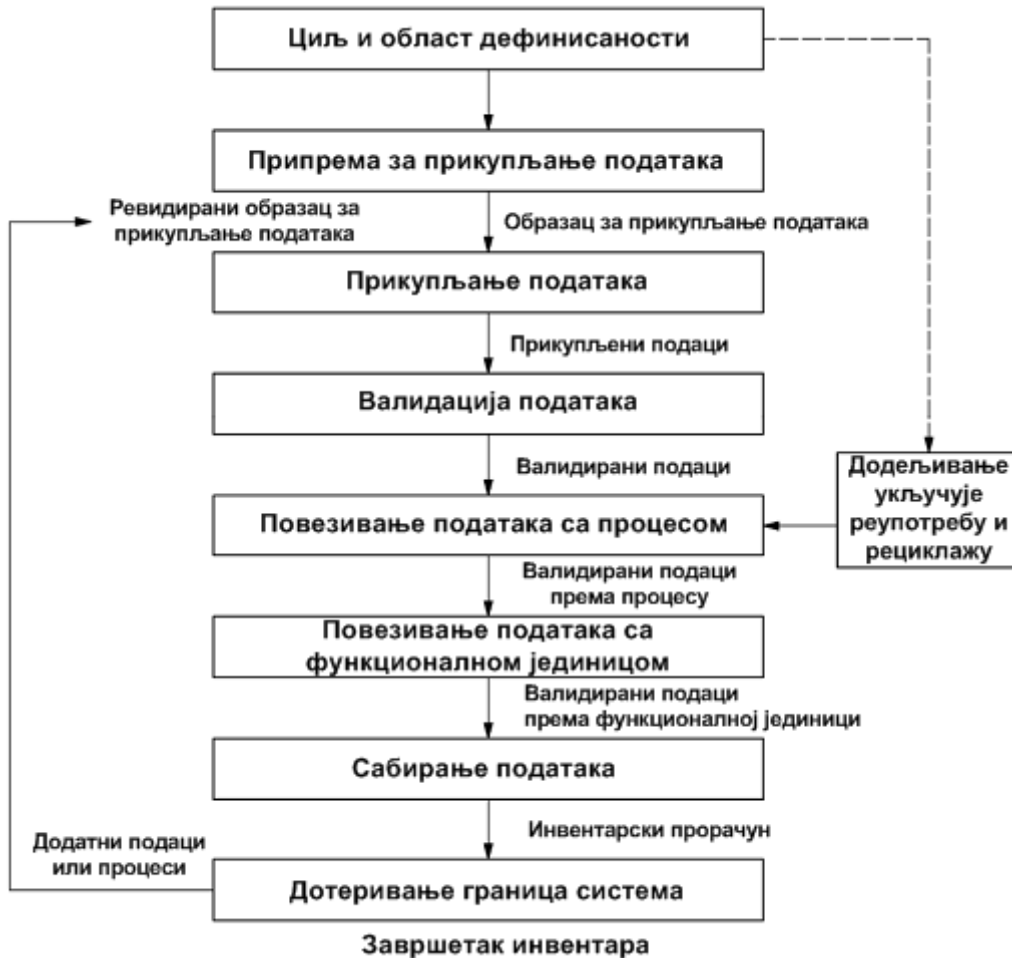 Циљ и област дефинисаности
Припрема за прикупљање података
Ревидирани образац за
прикупљање података
Образац за прикупљање података
Прикупљање података
Прикупљени подаци
Валидација података
Валидирани подаци
Додељивање
укључује
реупотребу и
рециклажу
Повезивање података са процесом
Валидирани подаци
према процесу
Повезивање података са
функционалном јединицом
Валидирани подаци
према функционалној јединици
Сабирање података
Инвентарски прорачун
Додатни подаци
или процеси
Дотеривање граница система
Завршетак инвентара